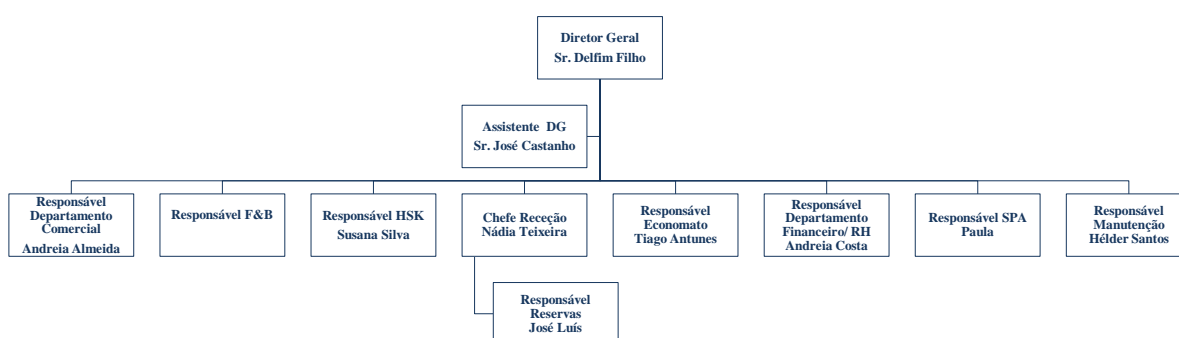 Diretor Geral
Sr. Delfim Filho
Assistente DG
Sr. José Castanho
Responsável
Departamento
Comercial
Andreia Almeida
Responsável F&B
Responsável HSK
Susana Silva
Chefe Receção
Nádia Teixeira
Responsável
Economato
Tiago Antunes
Responsável
Departamento
Financeiro/ RH
Andreia Costa
Responsável SPA
Paula
Responsável
Manutenção
Hélder Santos
Responsável
Reservas
José Luís